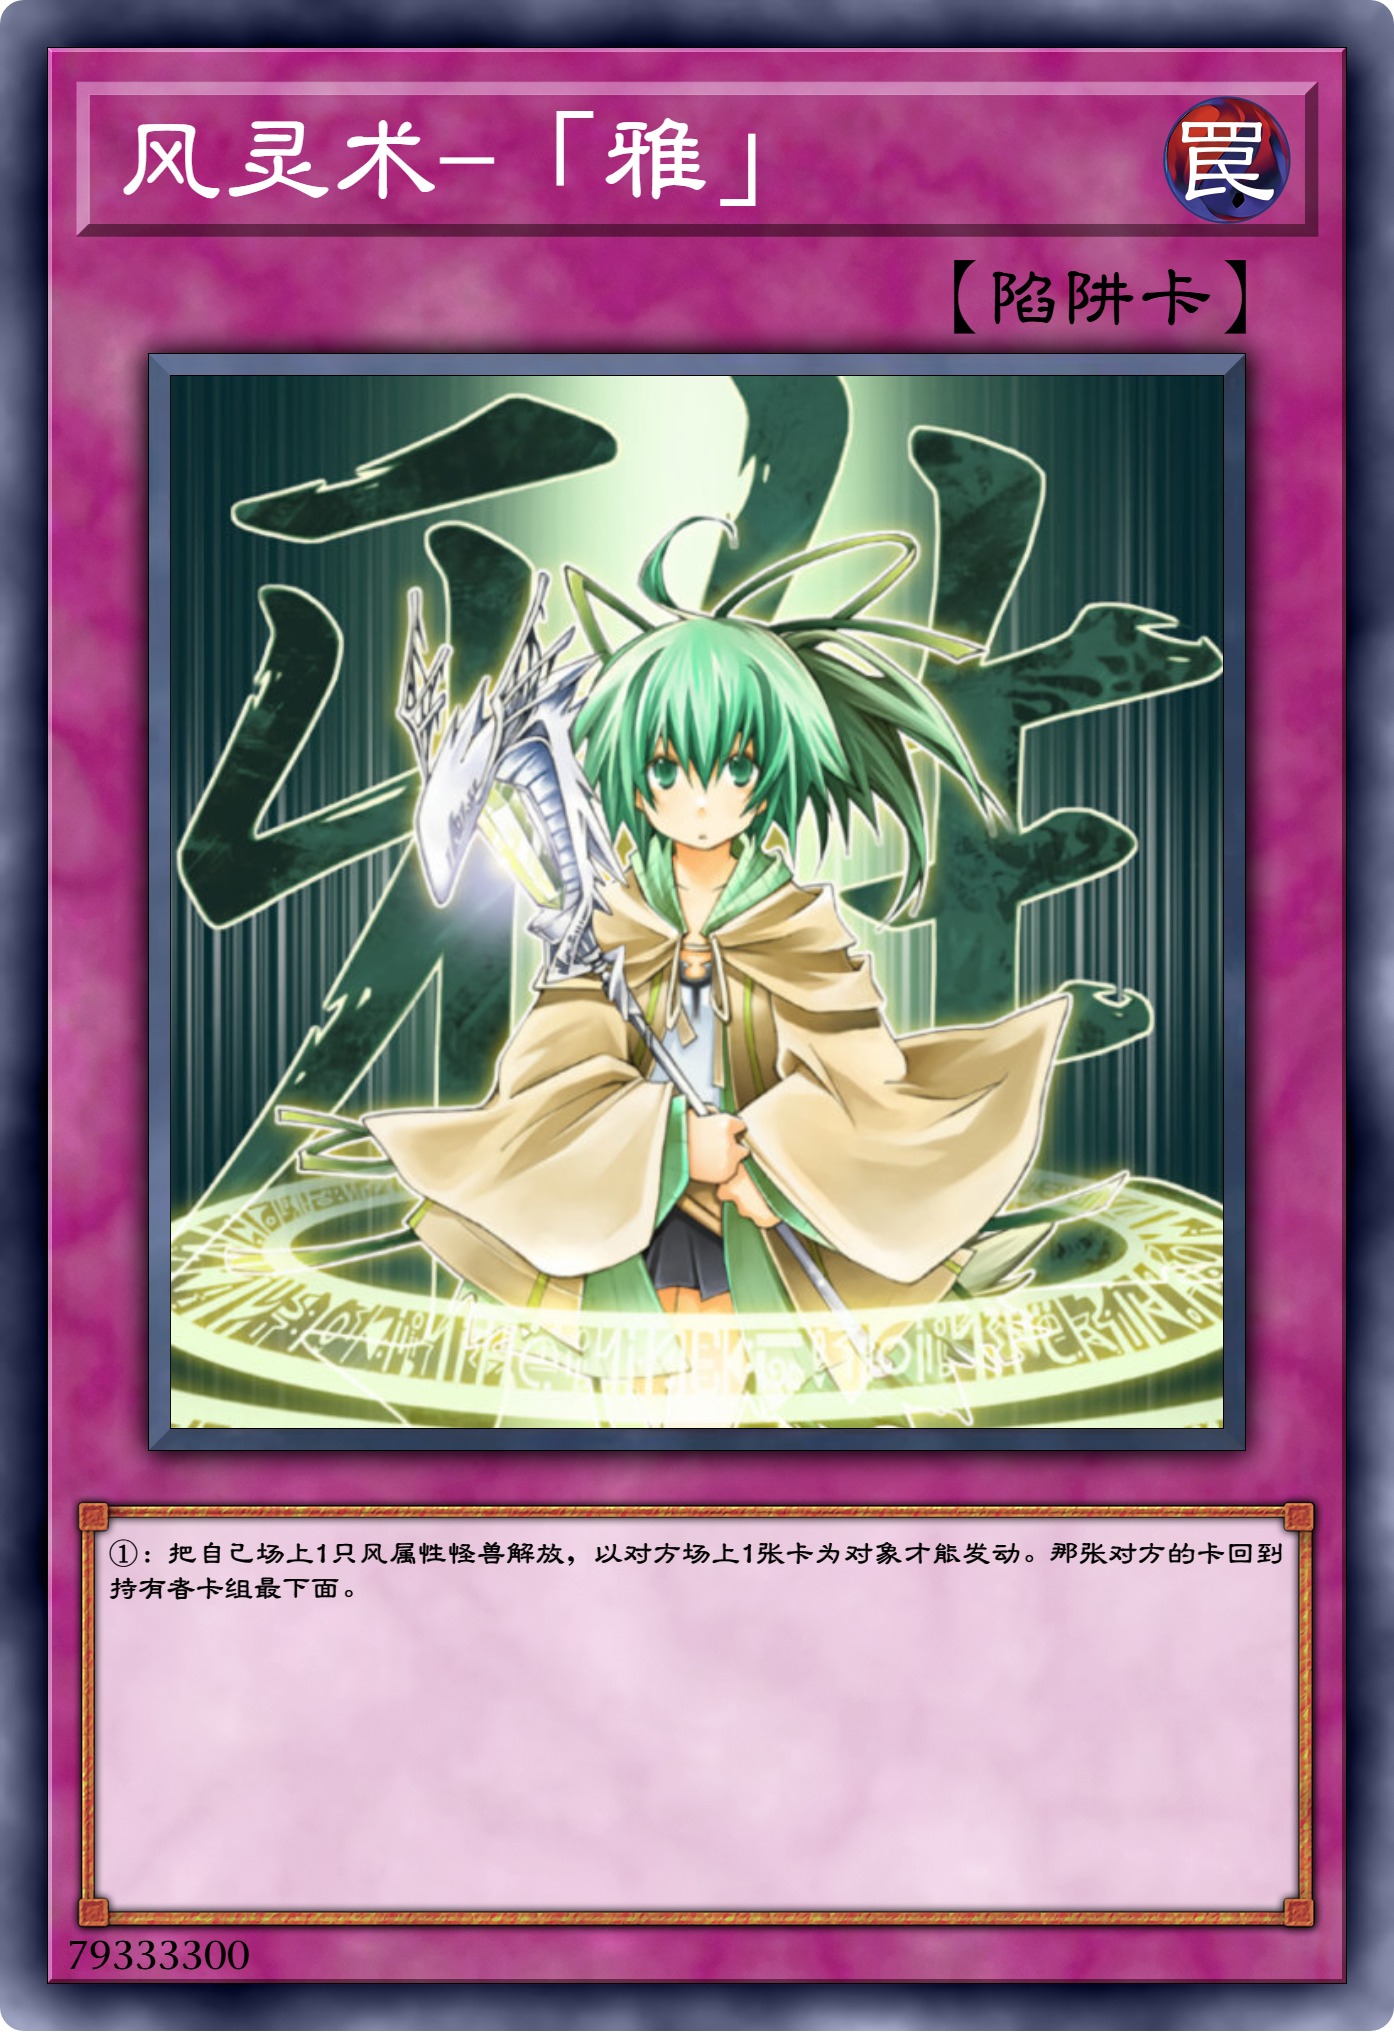 风灵术-「雅」
罠
【陷阱卡】
雅
①：把自己场上1只风属性怪兽解放，以对方场上1张卡为对象才能发动。那张对方的卡回到
持有者卡组最下面。
79333300